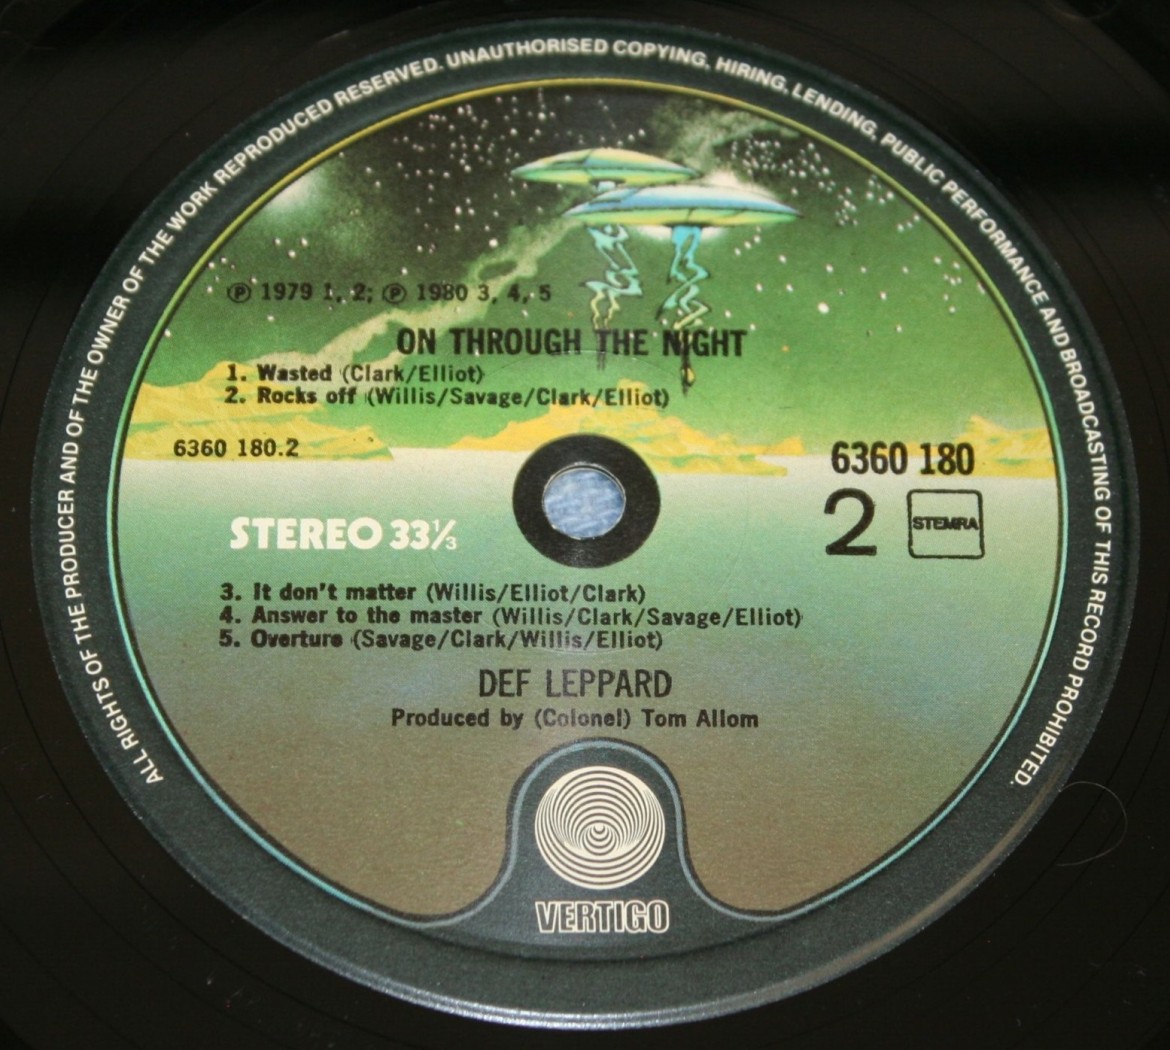 ALL RIGHTS OF THE PRODUCER AND OF THE OWNER OF THE WORK REPRODUCED RESERVED. UNAUTHORISED COPYING, HIRING, LENDING, PUBLIC PERFORMANCE AND BROADCASTING OF THIS RECORD PROHIBITED.
Ⓟ 1979 1, 2; Ⓟ 1980 3, 4, 5
ON THROUGH THE NIGHT
1. Wasted (Clark/Elliot)
2. Rocks off (Willis/Savage/Clark/Elliot)
6360 180.2
6360 180
STEREO 33⅓
2
STEMRA
3. It don't matter (Willis/Elliot/Clark)
4. Answer to the master (Willis/Clark/Savage/Elliot)
5. Overture (Savage/Clark/Willis/Elliot)
DEF LEPPARD
Produced by (Colonel) Tom Allom
VERTIGO